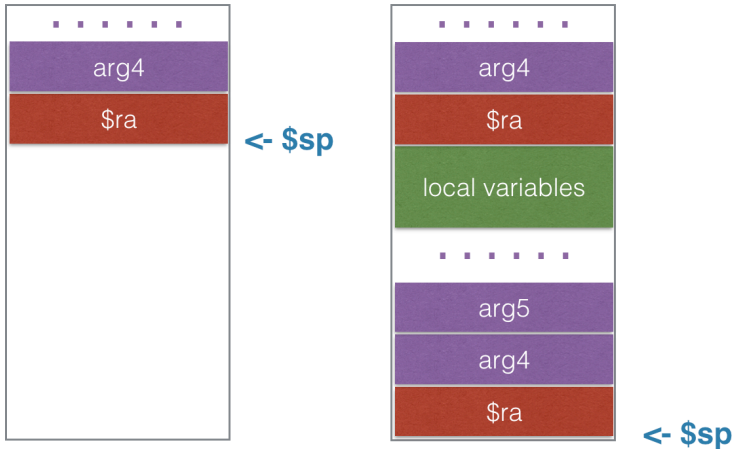 ......
arg4
$ra
<- $sp
......
arg4
$ra
local variables
......
arg5
arg4
$ra
<- $sp